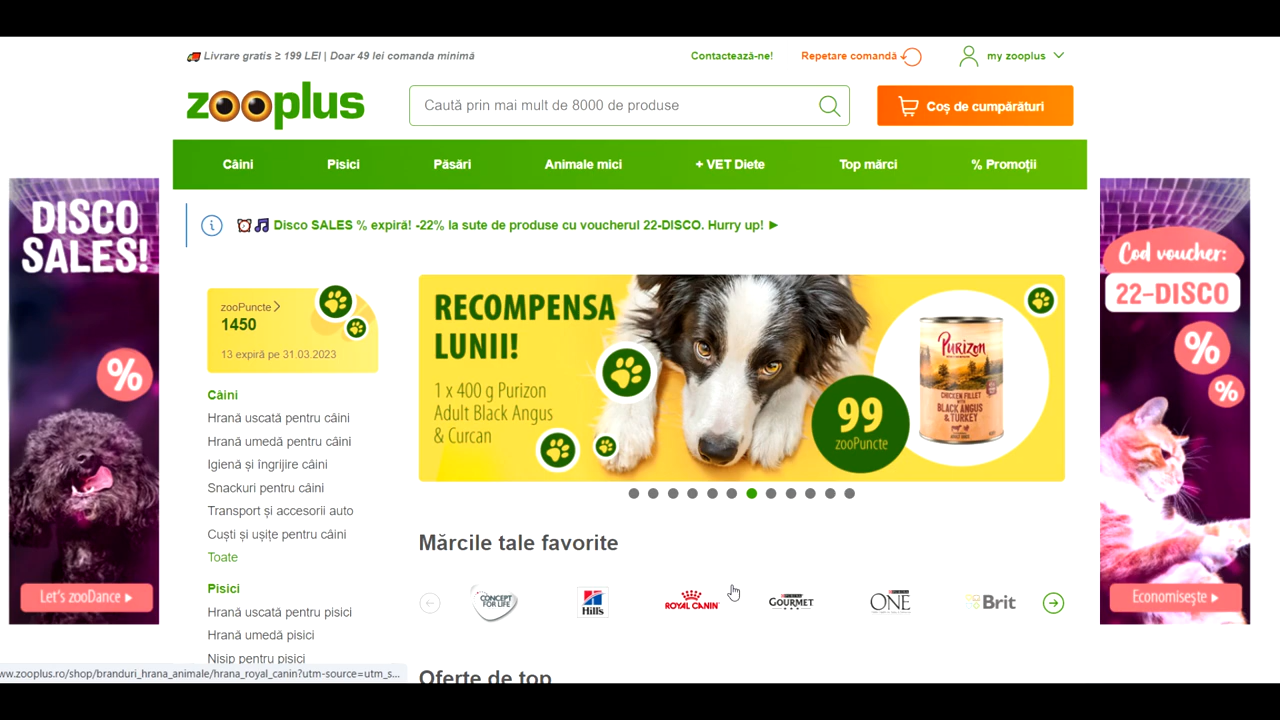 Livrare gratis ≥ 199 LEI | Doar 49 lei comanda minimă
Contactează-ne!
Repetare comandă
my zooplus
zooplus
Caută prin mai mult de 8000 de produse
Coș de cumpărături
Câini
Pisici
Păsări
Animale mici
+ VET Diete
Top mărci
% Promoții
Disco SALES % expiră! -22% la sute de produse cu voucherul 22-DISCO. Hurry up! ►
DISCO
SALES!
%
Let's zooDance ▸
zooPuncte
1450
13 expiră pe 31.03.2023
Câini
Hrană uscată pentru câini
Hrană umedă pentru câini
Igienă și îngrijire câini
Snackuri pentru câini
Transport și accesorii auto
Cuști și ușițe pentru câini
Toate
Pisici
Hrană uscată pentru pisici
Hrană umedă pisici
Nisip pentru pisici
RECOMPENSA
LUNII!
1 x 400 g Purizon
Adult Black Angus
& Curcan
99
zooPuncte
Purizon
CHICKEN FILLET
WITH
BLACK ANGUS
& TURKEY
Mărcile tale favorite
CONCEPT
FOR LIFE
Hill's
ROYAL CANIN
GOURMET
ONE
Brit
Oferte de top
Cod voucher:
22-DISCO
%
%
Economisește ▸
ww.zooplus.ro/shop/branduri_hrana_animale/hrana_royal_canin?utm-source=utm_s...